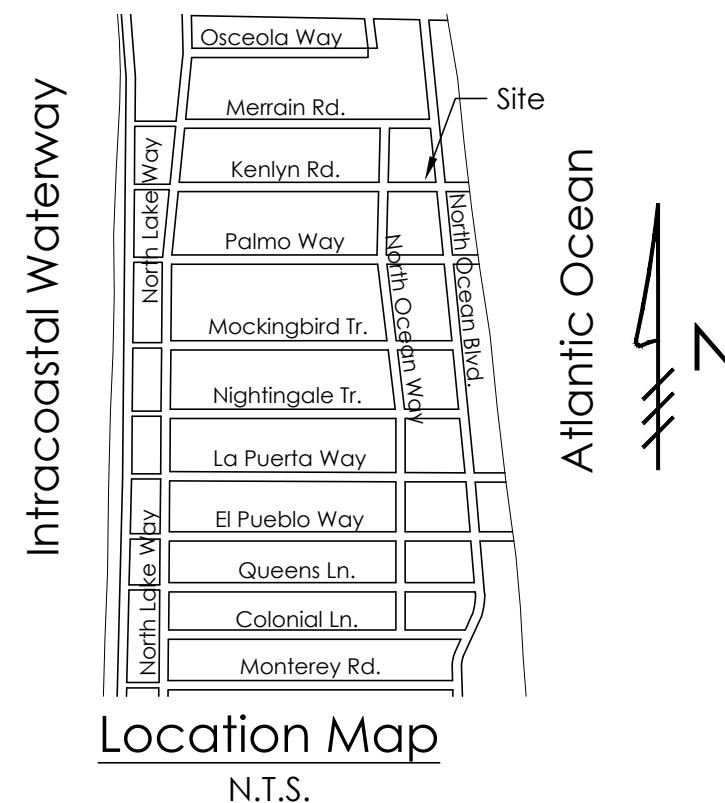 Osceola Way
Merrain Rd.
Site
Kenlyn Rd.
North Lake Way
Palmo Way
North Ocean Way
North Ocean Blvd.
Mockingbird Tr.
Nightingale Tr.
La Puerta Way
El Pueblo Way
North Lake Way
Queens Ln.
Colonial Ln.
Monterey Rd.
Intracoastal Waterway
Atlantic Ocean
N
Location Map
N.T.S.